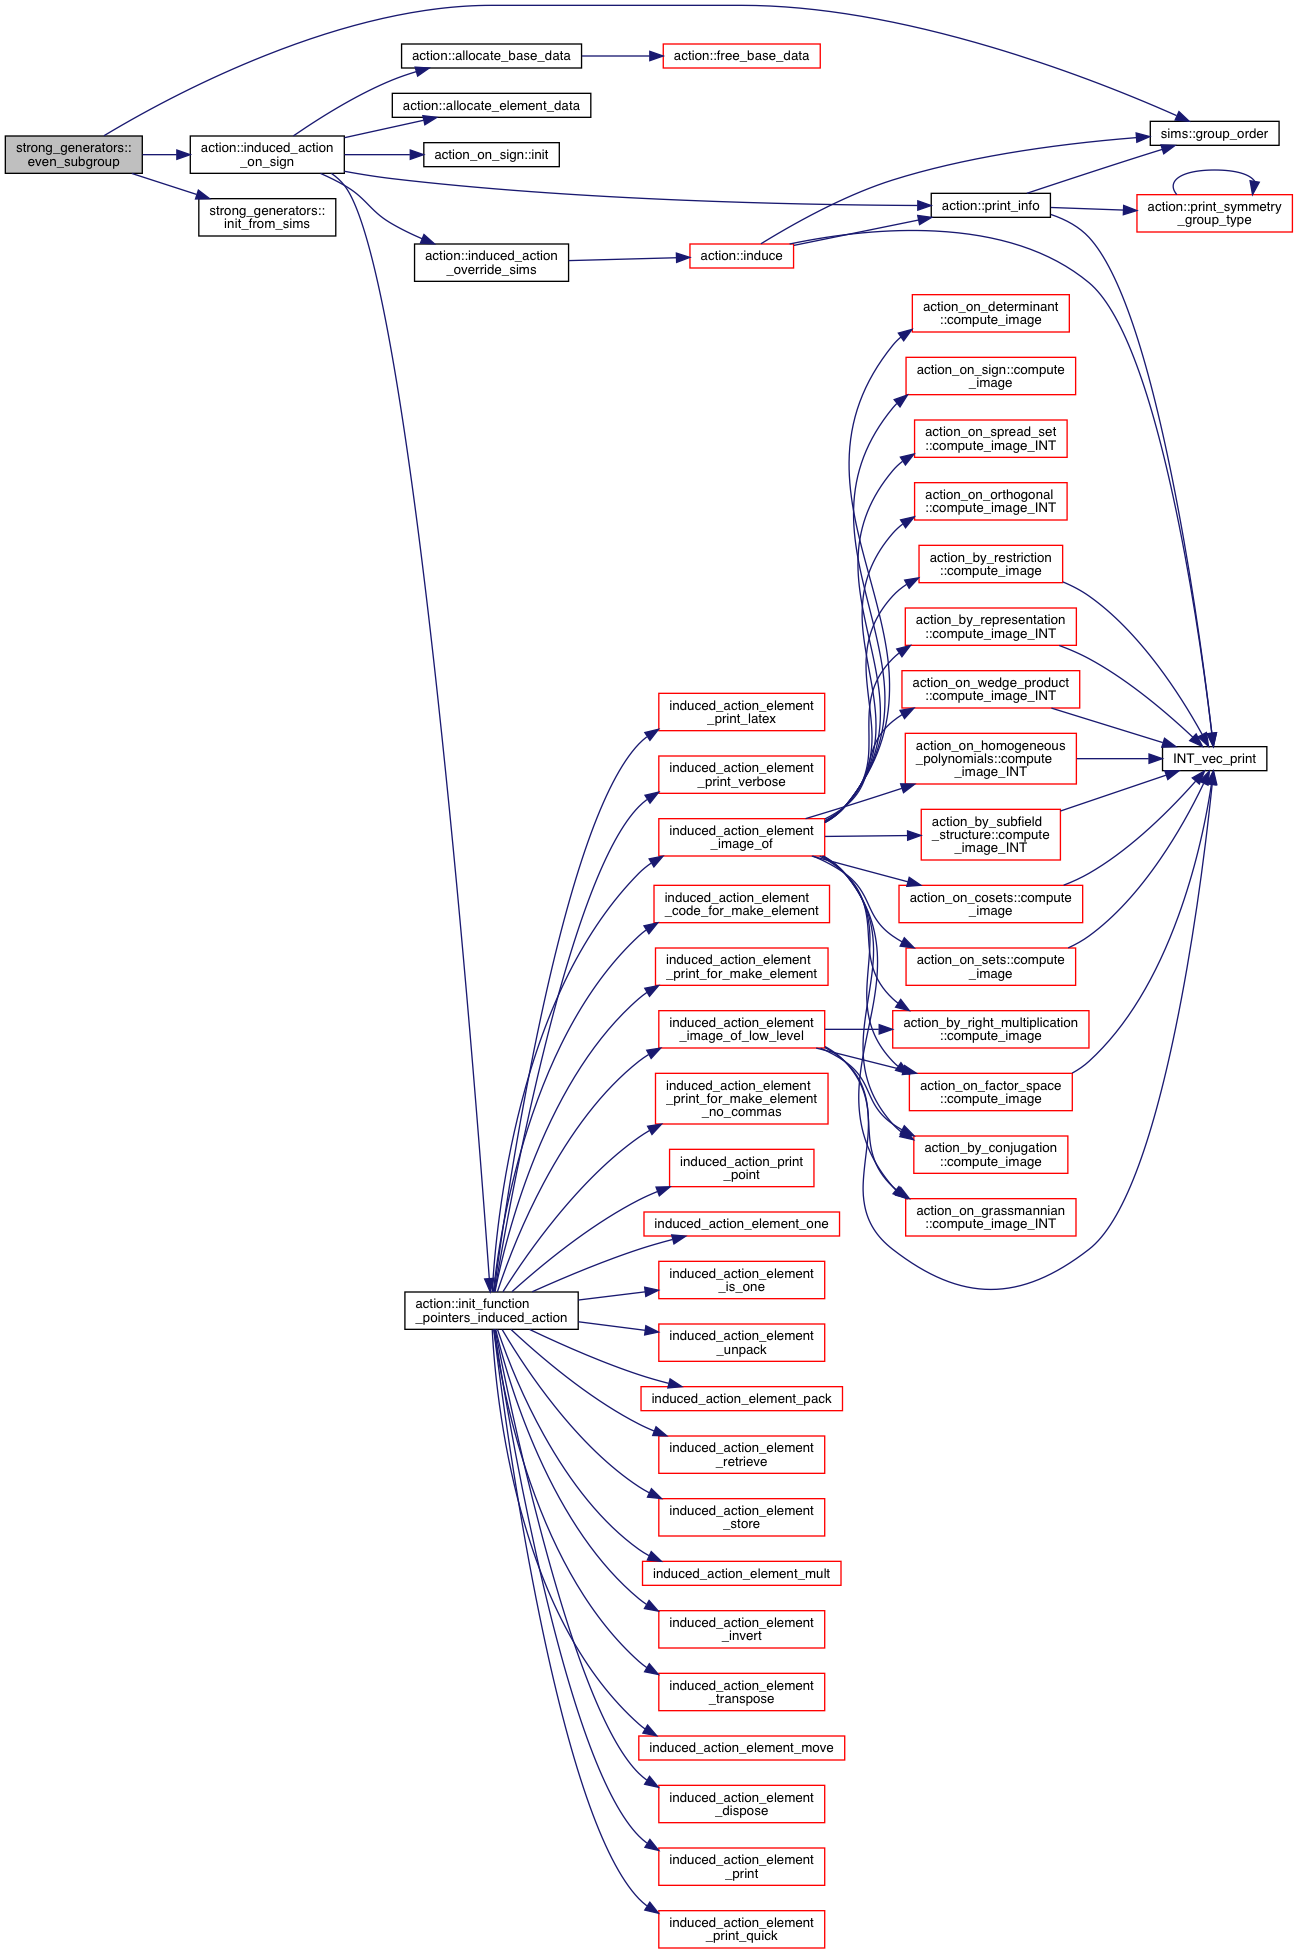 strong_generators::
even_subgroup
action::induced_action
_on_sign
strong_generators::
init_from_sims
action::allocate_base_data
action::allocate_element_data
action_on_sign::init
action::induced_action
_override_sims
action::init_function
_pointers_induced_action
action::free_base_data
action::induce
induced_action_element
_print_latex
induced_action_element
_print_verbose
induced_action_element
_image_of
induced_action_element
_code_for_make_element
induced_action_element
_print_for_make_element
induced_action_element
_image_of_low_level
induced_action_element
_print_for_make_element
_no_commas
induced_action_print
_point
induced_action_element_one
induced_action_element
_is_one
induced_action_element
_unpack
induced_action_element_pack
induced_action_element
_retrieve
induced_action_element
_store
induced_action_element_mult
induced_action_element
_invert
induced_action_element
_transpose
induced_action_element_move
induced_action_element
_dispose
induced_action_element
_print
induced_action_element
_print_quick
action::print_info
action_on_determinant
::compute_image
action_on_sign::compute
_image
action_on_spread_set
::compute_image_INT
action_on_orthogonal
::compute_image_INT
action_by_restriction
::compute_image
action_by_representation
::compute_image_INT
action_on_wedge_product
::compute_image_INT
action_on_homogeneous
_polynomials::compute
_image_INT
action_by_subfield
_structure::compute
_image_INT
action_on_cosets::compute
_image
action_on_sets::compute
_image
action_by_right_multiplication
::compute_image
action_on_factor_space
::compute_image
action_by_conjugation
::compute_image
action_on_grassmannian
::compute_image_INT
sims::group_order
action::print_symmetry
_group_type
INT_vec_print